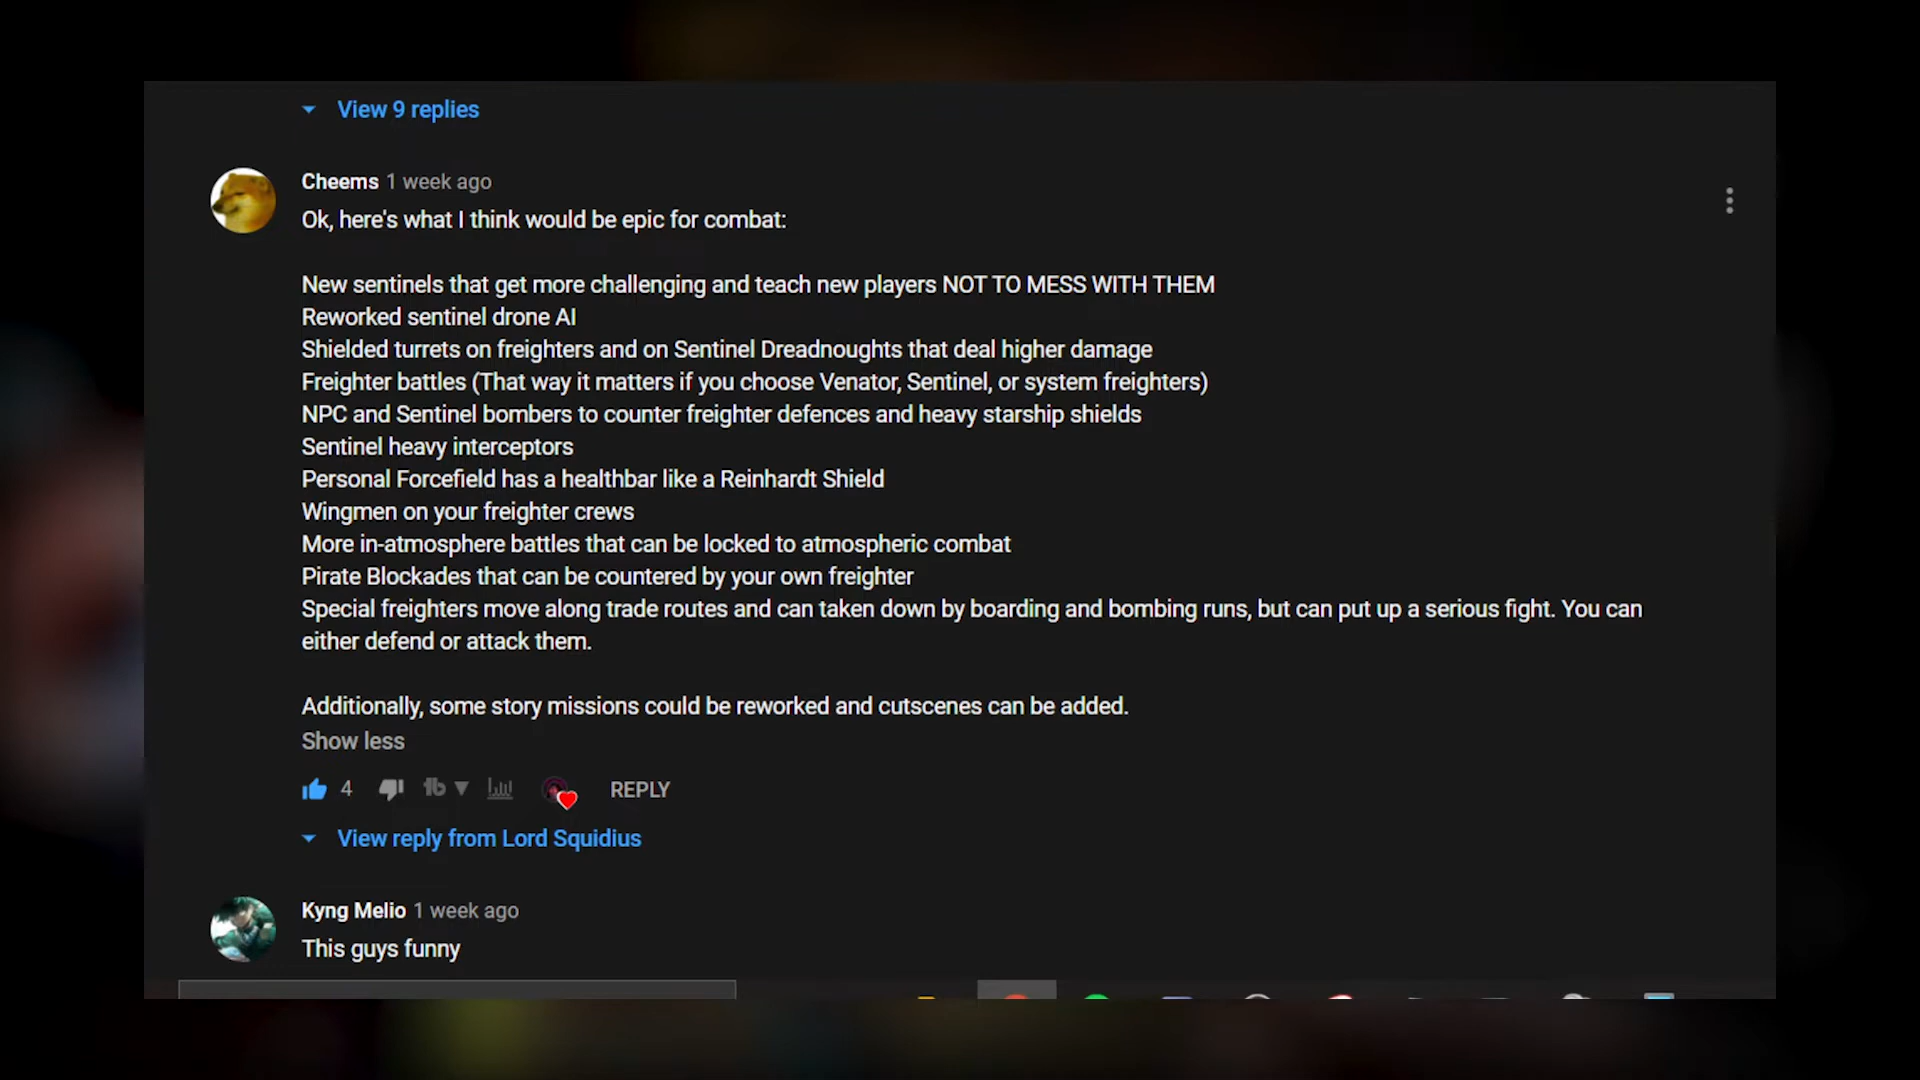 View 9 replies
Cheems 1 week ago
Ok, here's what I think would be epic for combat:
New sentinels that get more challenging and teach new players NOT TO MESS WITH THEM
Reworked sentinel drone AI
Shielded turrets on freighters and on Sentinel Dreadnoughts that deal higher damage
Freighter battles (That way it matters if you choose Venator, Sentinel, or system freighters)
NPC and Sentinel bombers to counter freighter defences and heavy starship shields
Sentinel heavy interceptors
Personal Forcefield has a healthbar like a Reinhardt Shield
Wingmen on your freighter crews
More in-atmosphere battles that can be locked to atmospheric combat
Pirate Blockades that can be countered by your own freighter
Special freighters move along trade routes and can taken down by boarding and bombing runs, but can put up a serious fight. You can
either defend or attack them.
Additionally, some story missions could be reworked and cutscenes can be added.
Show less
4 REPLY
View reply from Lord Squidius
Kyng Melio 1 week ago
This guys funny